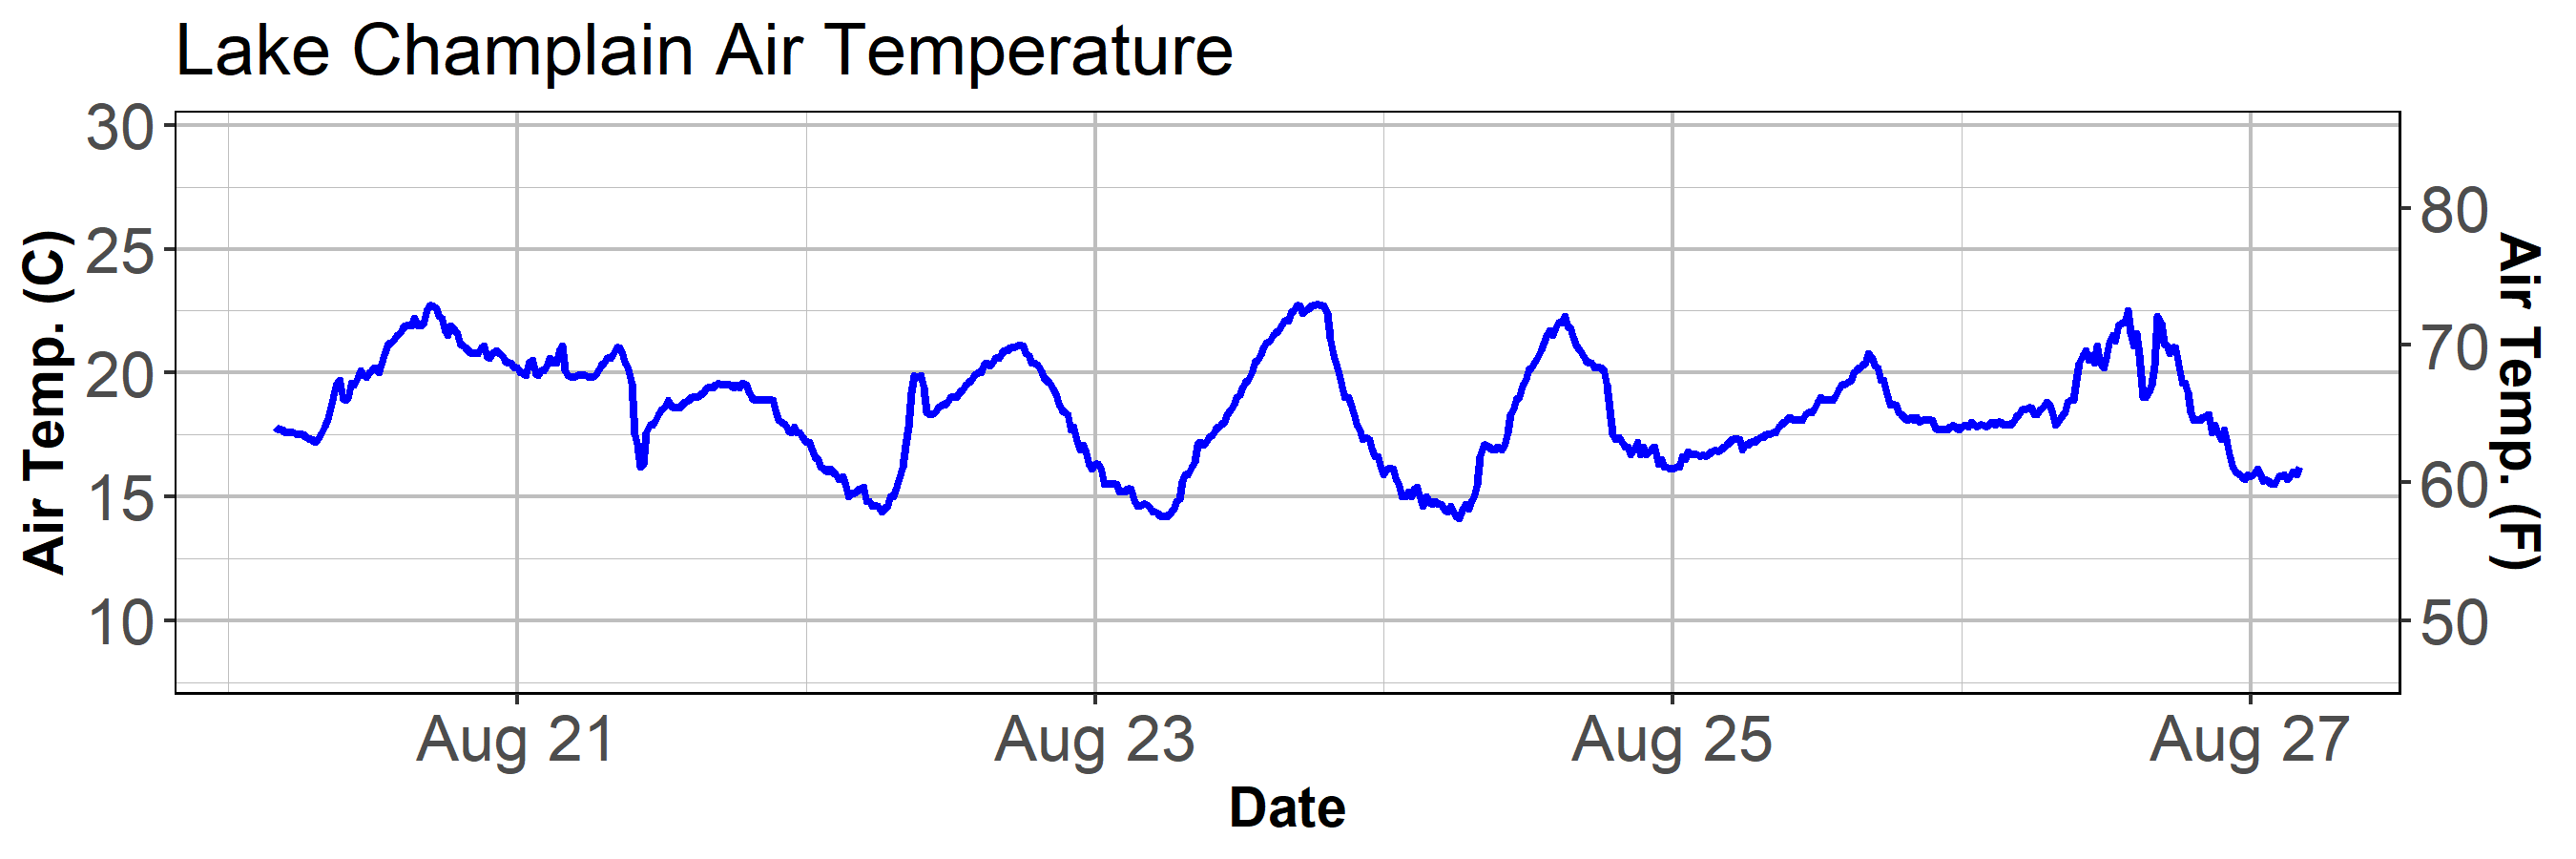 Lake Champlain Air Temperature
30
25
20
15
10
Air Temp. (C)
80
70
60
50
Air Temp. (F)
Aug 21 Aug 23 Aug 25 Aug 27
Date